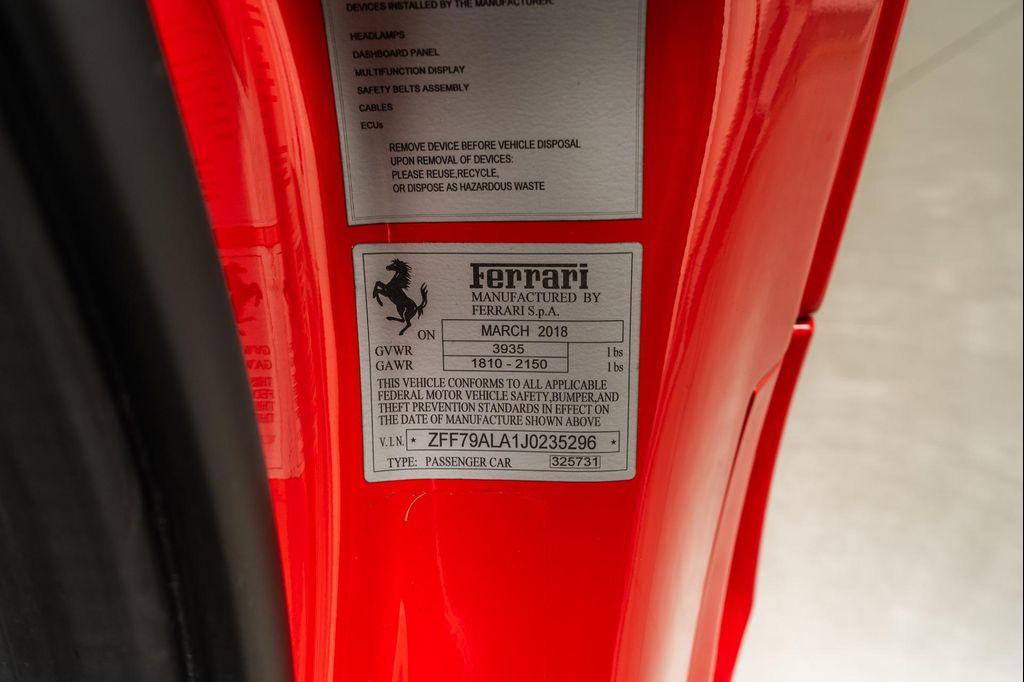 DEVICES INSTALLED BY THE MANUFACTURER:
HEADLAMPS
DASHBOARD PANEL
MULTIFUNCTION DISPLAY
SAFETY BELTS ASSEMBLY
CABLES
ECUs
REMOVE DEVICE BEFORE VEHICLE DISPOSAL
UPON REMOVAL OF DEVICES:
PLEASE REUSE,RECYCLE,
OR DISPOSE AS HAZARDOUS WASTE
Ferrari
MANUFACTURED BY
FERRARI S.p.A.
ON MARCH 2018
GVWR 3935 lbs
GAWR 1810 - 2150 lbs
THIS VEHICLE CONFORMS TO ALL APPLICABLE
FEDERAL MOTOR VEHICLE SAFETY,BUMPER,AND
THEFT PREVENTION STANDARDS IN EFFECT ON
THE DATE OF MANUFACTURE SHOWN ABOVE
V.I.N. * ZFF79ALA1J0235296 *
TYPE: PASSENGER CAR 325731